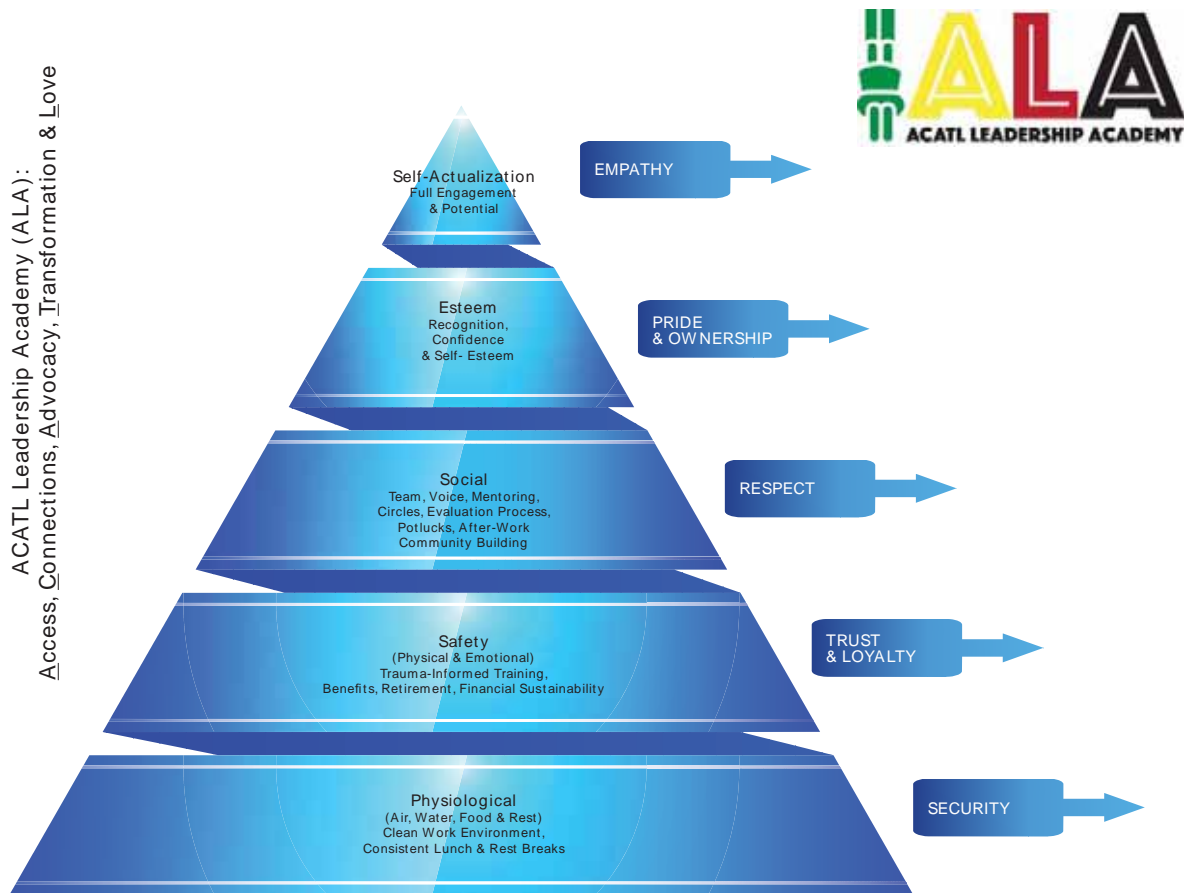 ACATL Leadership Academy (ALA):
Access, Connections, Advocacy, Transformation & Love
ALA
ACATL LEADERSHIP ACADEMY
Self-Actualization
Full Engagement
& Potential
EMPATHY
Esteem
Recognition,
Confidence
& Self- Esteem
PRIDE
& OWNERSHIP
Social
Team, Voice, Mentoring,
Circles, Evaluation Process,
Potlucks, After-Work
Community Building
RESPECT
Safety
(Physical & Emotional)
Trauma-Informed Training,
Benefits, Retirement, Financial Sustainability
TRUST
& LOYALTY
Physiological
(Air, Water, Food & Rest)
Clean Work Environment,
Consistent Lunch & Rest Breaks
SECURITY